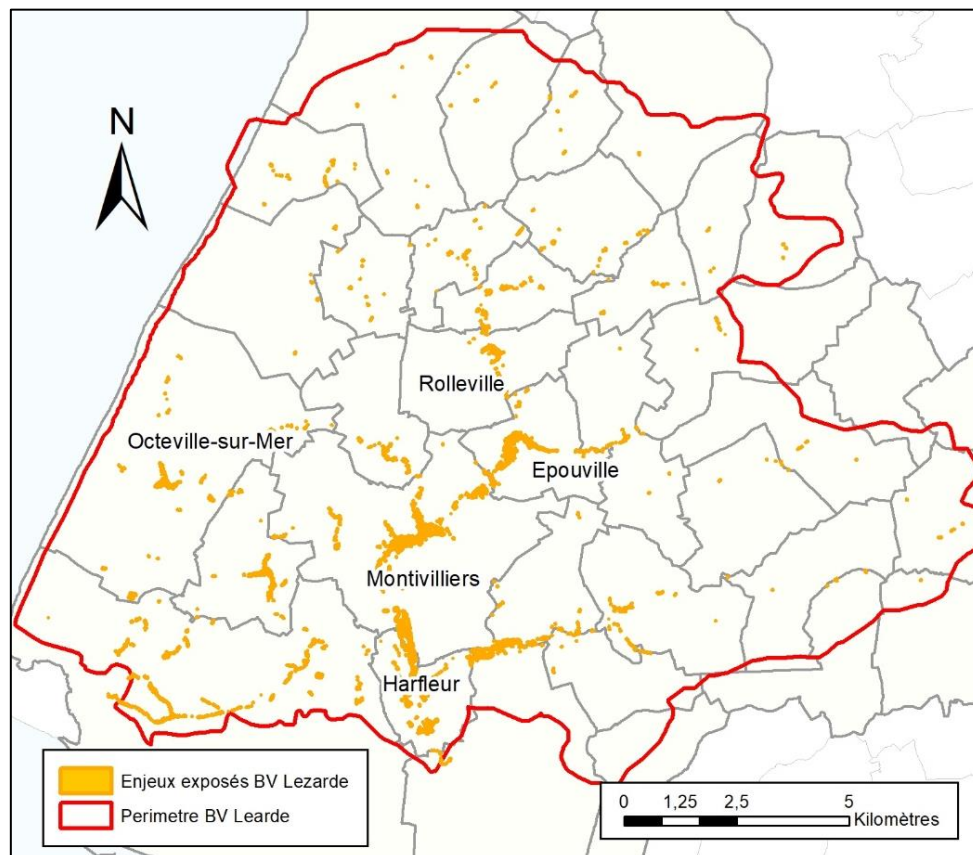 N
Rolleville
Octeville-sur-Mer
Epouville
Montivilliers
Harfleur
Enjeux exposés BV Lezarde
Perimetre BV Learde
0 1,25 2,5 5
Kilomètres